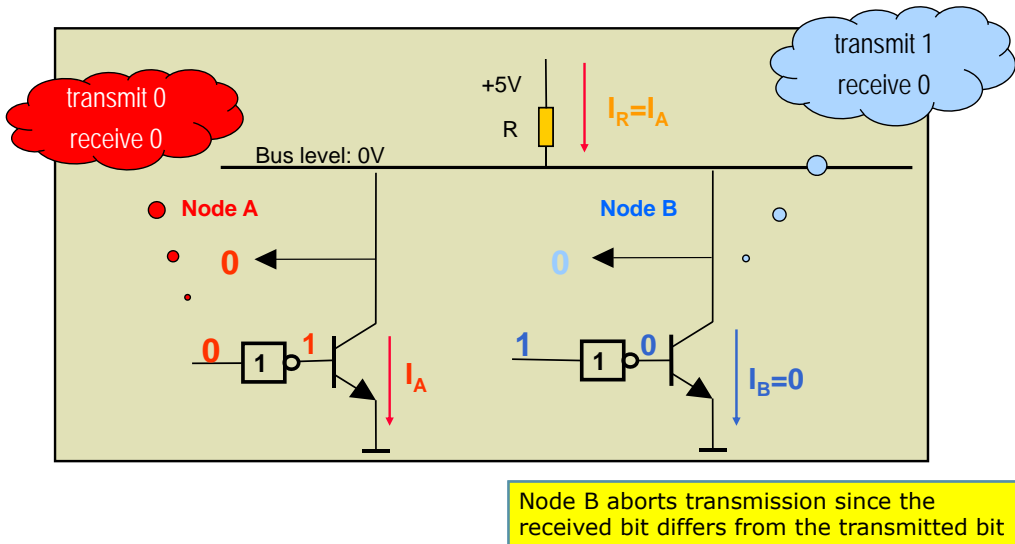 transmit 0
receive 0
transmit 1
receive 0
+5V
R
I_R=I_A
Bus level: 0V
Node A
Node B
0
0
0
1
1
I_A
1
1
0
I_B=0
Node B aborts transmission since the
received bit differs from the transmitted bit